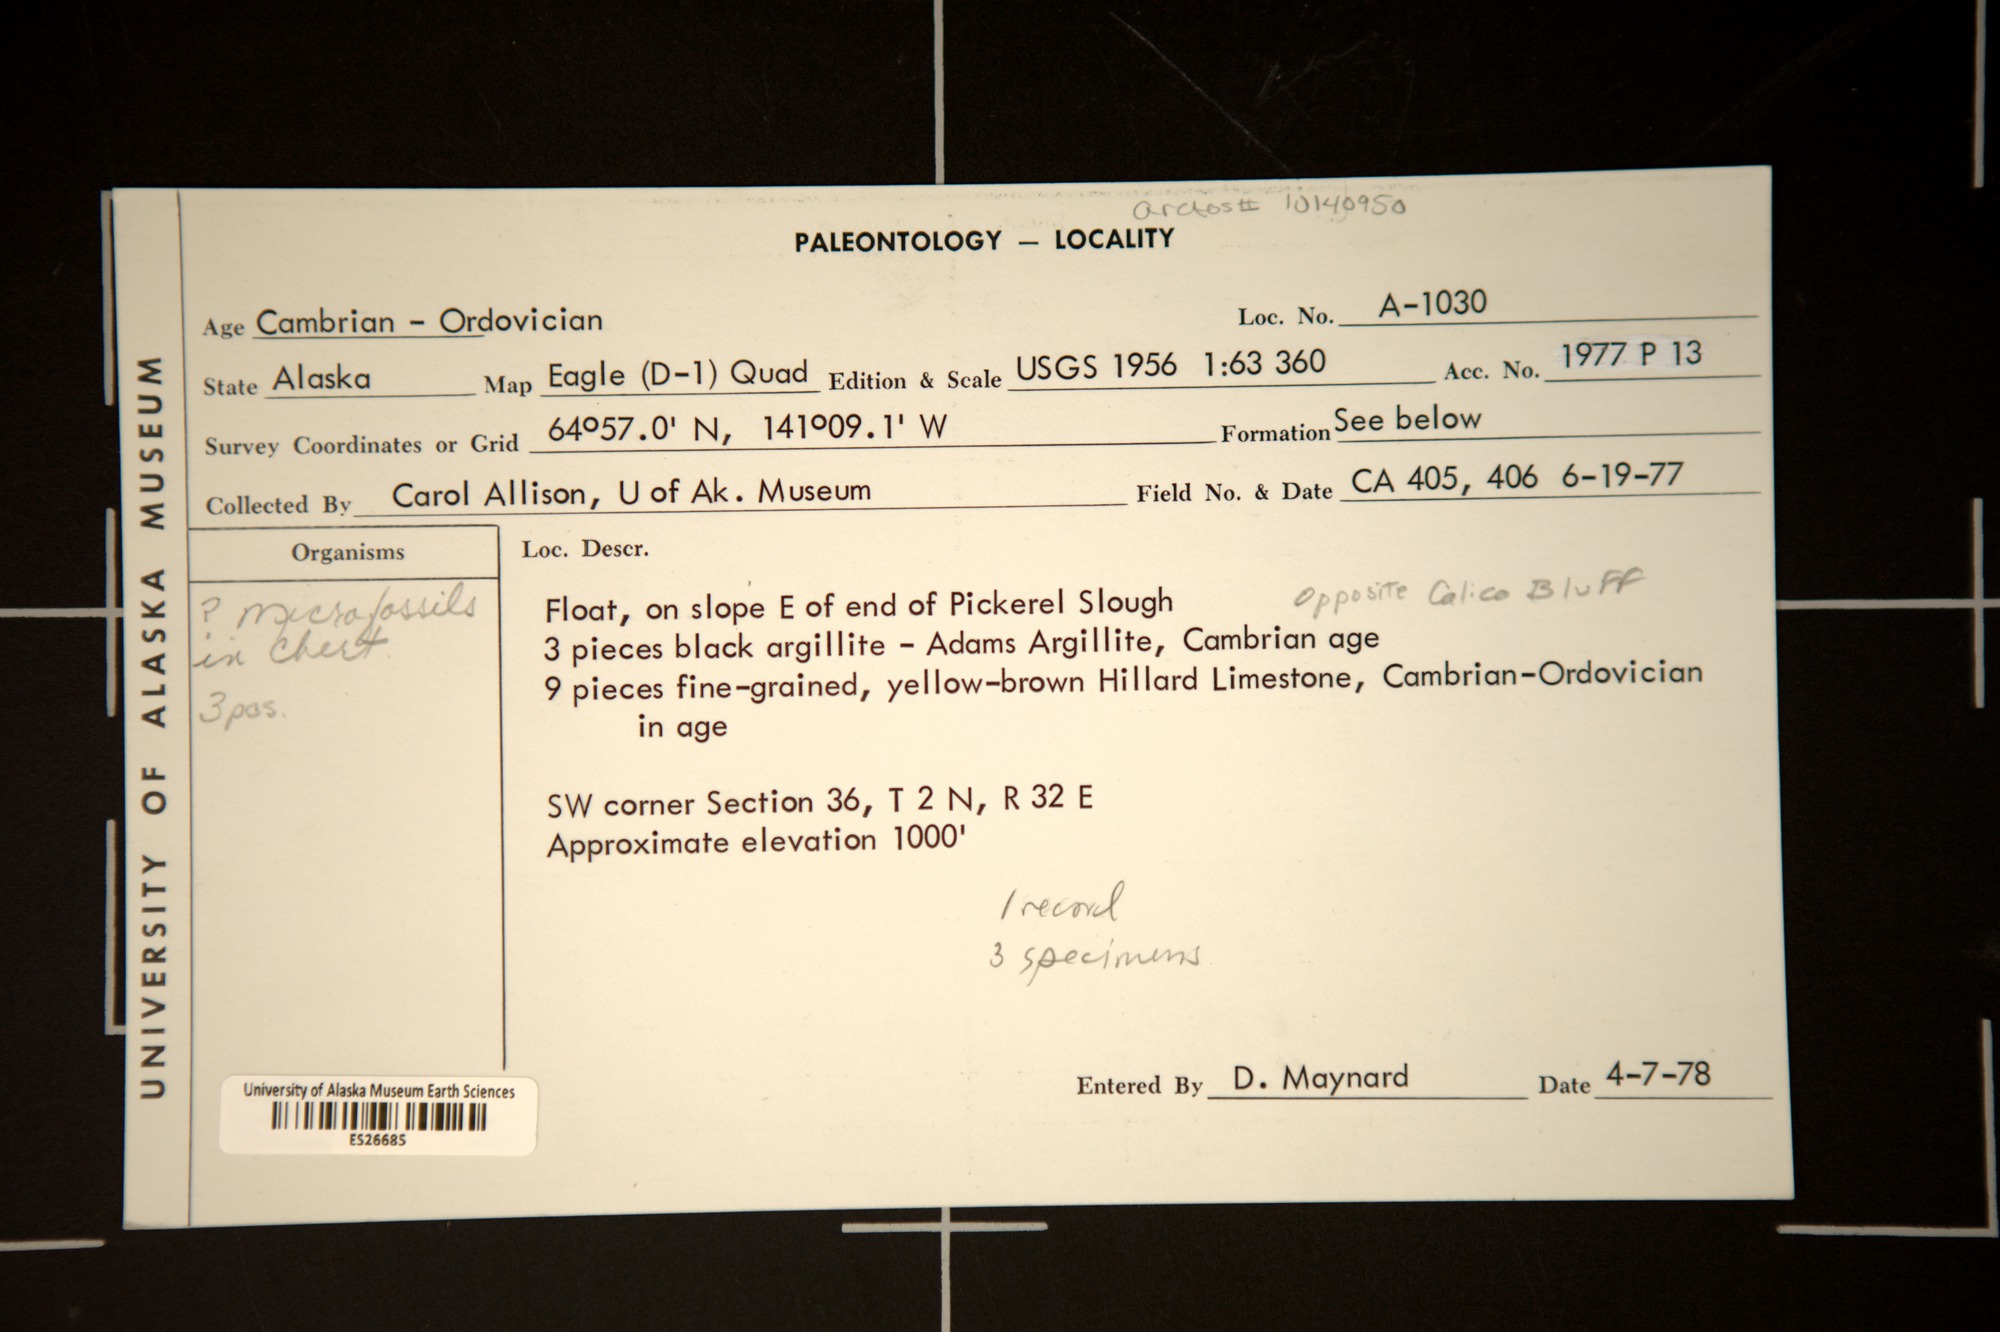 arctos# 10140950
PALEONTOLOGY — LOCALITY
Age Cambrian - Ordovician Loc. No. A-1030
State Alaska Map Eagle (D-1) Quad Edition & Scale USGS 1956 1:63 360 Acc. No. 1977 P 13
Survey Coordinates or Grid 64º57.0' N, 141º09.1' W Formation See below
Collected By Carol Allison, U of Ak. Museum Field No. & Date CA 405, 406 6-19-77
Organisms
? Microfossils
in Chert.
3 pcs.
Loc. Descr.
Float, on slope E of end of Pickerel Slough opposite Calico Bluff
3 pieces black argillite - Adams Argillite, Cambrian age
9 pieces fine-grained, yellow-brown Hillard Limestone, Cambrian-Ordovician
in age
SW corner Section 36, T 2 N, R 32 E
Approximate elevation 1000'
1 record
3 specimens
Entered By D. Maynard Date 4-7-78
University of Alaska Museum Earth Sciences
ES26685
UNIVERSITY OF ALASKA MUSEUM